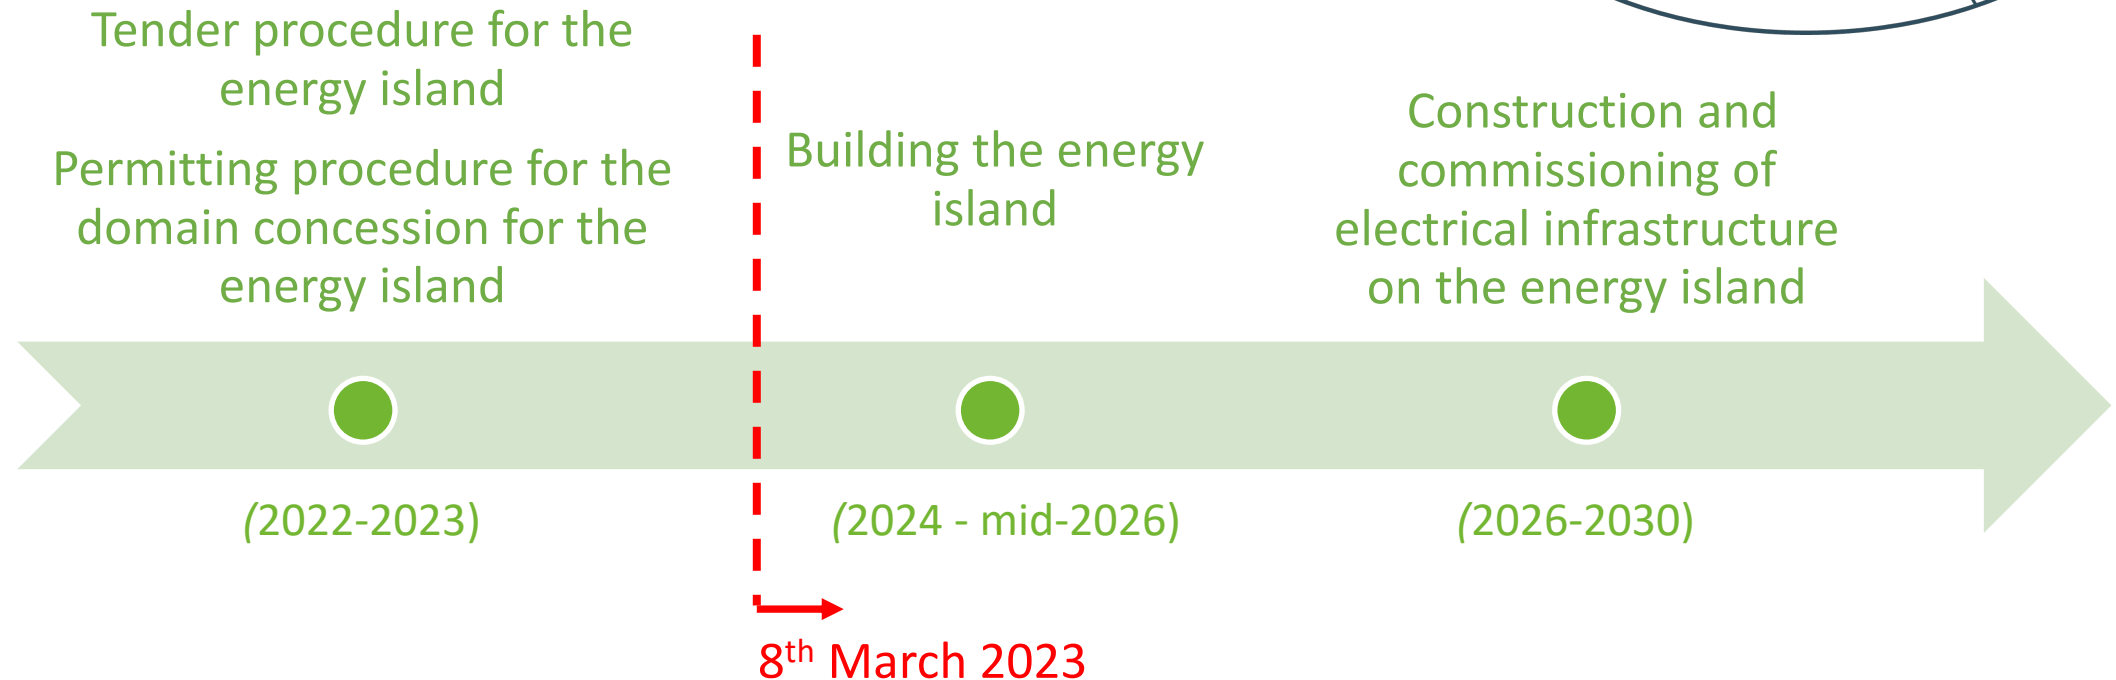 Tender procedure for the
energy island
Permitting procedure for the
domain concession for the
energy island
(2022-2023)
Building the energy
island
(2024 - mid-2026)
Construction and
commissioning of
electrical infrastructure
on the energy island
(2026-2030)
8th March 2023